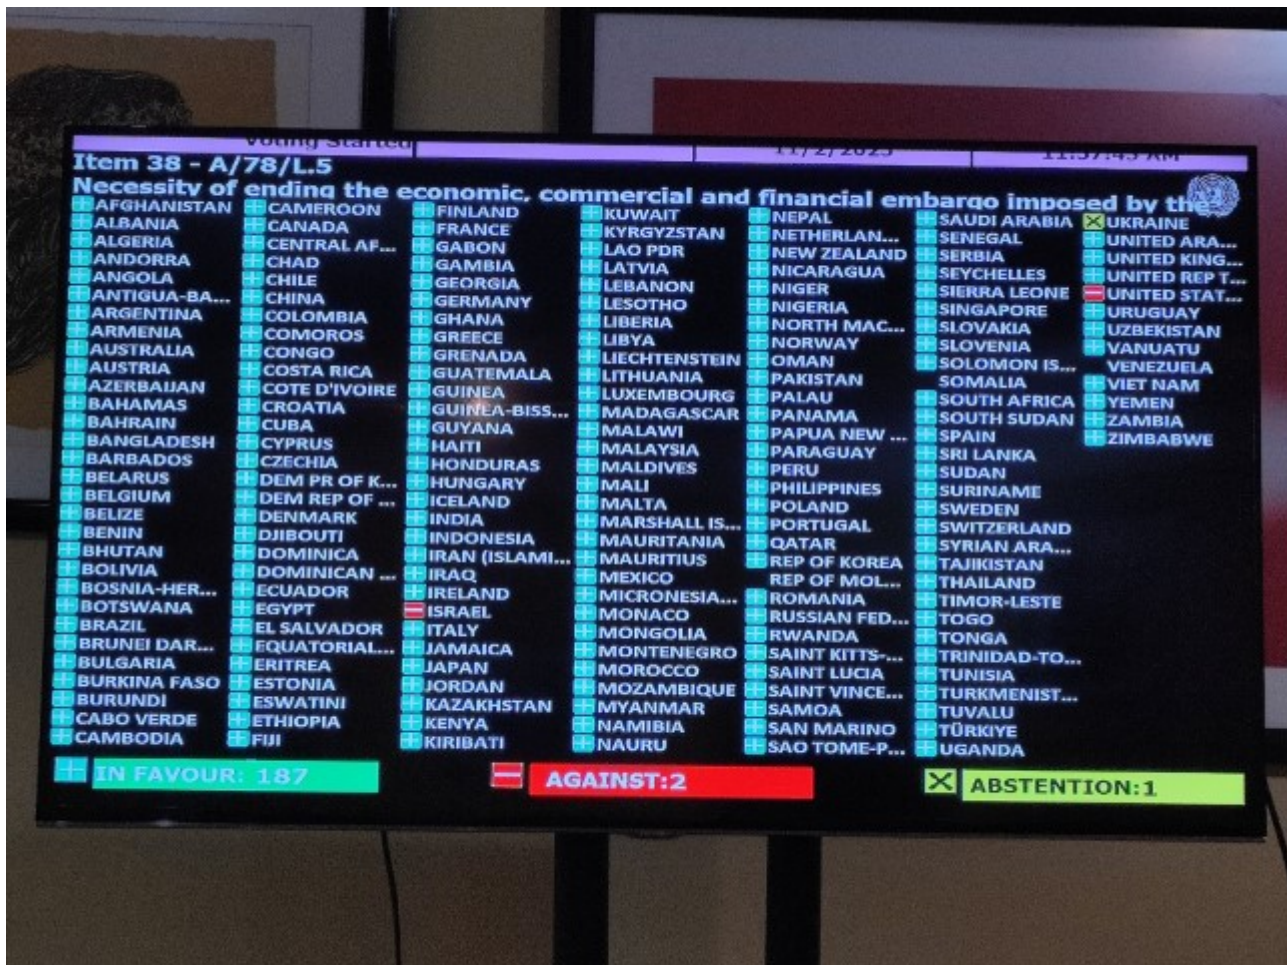 Voting Started 11/2/2023
Item 38 - A/78/L.5
Necessity of ending the economic, commercial and financial embargo imposed by the
AFGHANISTAN
ALBANIA
ALGERIA
ANDORRA
ANGOLA
ANTIGUA-BA...
ARGENTINA
ARMENIA
AUSTRALIA
AUSTRIA
AZERBAIJAN
BAHAMAS
BAHRAIN
BANGLADESH
BARBADOS
BELARUS
BELGIUM
BELIZE
BENIN
BHUTAN
BOLIVIA
BOSNIA-HER...
BOTSWANA
BRAZIL
BRUNEI DAR...
BULGARIA
BURKINA FASO
BURUNDI
CABO VERDE
CAMBODIA
CAMEROON
CANADA
CENTRAL AF...
CHAD
CHILE
CHINA
COLOMBIA
COMOROS
CONGO
COSTA RICA
COTE D'IVOIRE
CROATIA
CUBA
CYPRUS
CZECHIA
DEM PR OF K...
DEM REP OF ...
DENMARK
DJIBOUTI
DOMINICA
DOMINICAN ...
ECUADOR
EGYPT
EL SALVADOR
EQUATORIAL...
ERITREA
ESTONIA
ESWATINI
ETHIOPIA
FIJI
FINLAND
FRANCE
GABON
GAMBIA
GEORGIA
GERMANY
GHANA
GREECE
GRENADA
GUATEMALA
GUINEA
GUINEA-BISS...
GUYANA
HAITI
HONDURAS
HUNGARY
ICELAND
INDIA
INDONESIA
IRAN (ISLAMI...
IRAQ
IRELAND
ISRAEL
ITALY
JAMAICA
JAPAN
JORDAN
KAZAKHSTAN
KENYA
KIRIBATI
KUWAIT
KYRGYZSTAN
LAO PDR
LATVIA
LEBANON
LESOTHO
LIBERIA
LIBYA
LIECHTENSTEIN
LITHUANIA
LUXEMBOURG
MADAGASCAR
MALAWI
MALAYSIA
MALDIVES
MALI
MALTA
MARSHALL IS...
MAURITANIA
MAURITIUS
MEXICO
MICRONESIA...
MONACO
MONGOLIA
MONTENEGRO
MOROCCO
MOZAMBIQUE
MYANMAR
NAMIBIA
NAURU
NEPAL
NETHERLAN...
NEW ZEALAND
NICARAGUA
NIGER
NIGERIA
NORTH MAC...
NORWAY
OMAN
PAKISTAN
PALAU
PANAMA
PAPUA NEW ...
PARAGUAY
PERU
PHILIPPINES
POLAND
PORTUGAL
QATAR
REP OF KOREA
REP OF MOL...
ROMANIA
RUSSIAN FED...
RWANDA
SAINT KITTS-...
SAINT LUCIA
SAINT VINCE...
SAMOA
SAN MARINO
SAO TOME-P...
SAUDI ARABIA
SENEGAL
SERBIA
SEYCHELLES
SIERRA LEONE
SINGAPORE
SLOVAKIA
SLOVENIA
SOLOMON IS...
SOMALIA
SOUTH AFRICA
SOUTH SUDAN
SPAIN
SRI LANKA
SUDAN
SURINAME
SWEDEN
SWITZERLAND
SYRIAN ARA...
TAJIKISTAN
THAILAND
TIMOR-LESTE
TOGO
TONGA
TRINIDAD-TO...
TUNISIA
TURKMENIST...
TUVALU
TÜRKIYE
UGANDA
UKRAINE
UNITED ARA...
UNITED KING...
UNITED REP T...
UNITED STAT...
URUGUAY
UZBEKISTAN
VANUATU
VENEZUELA
VIET NAM
YEMEN
ZAMBIA
ZIMBABWE
IN FAVOUR: 187
AGAINST:2
ABSTENTION:1